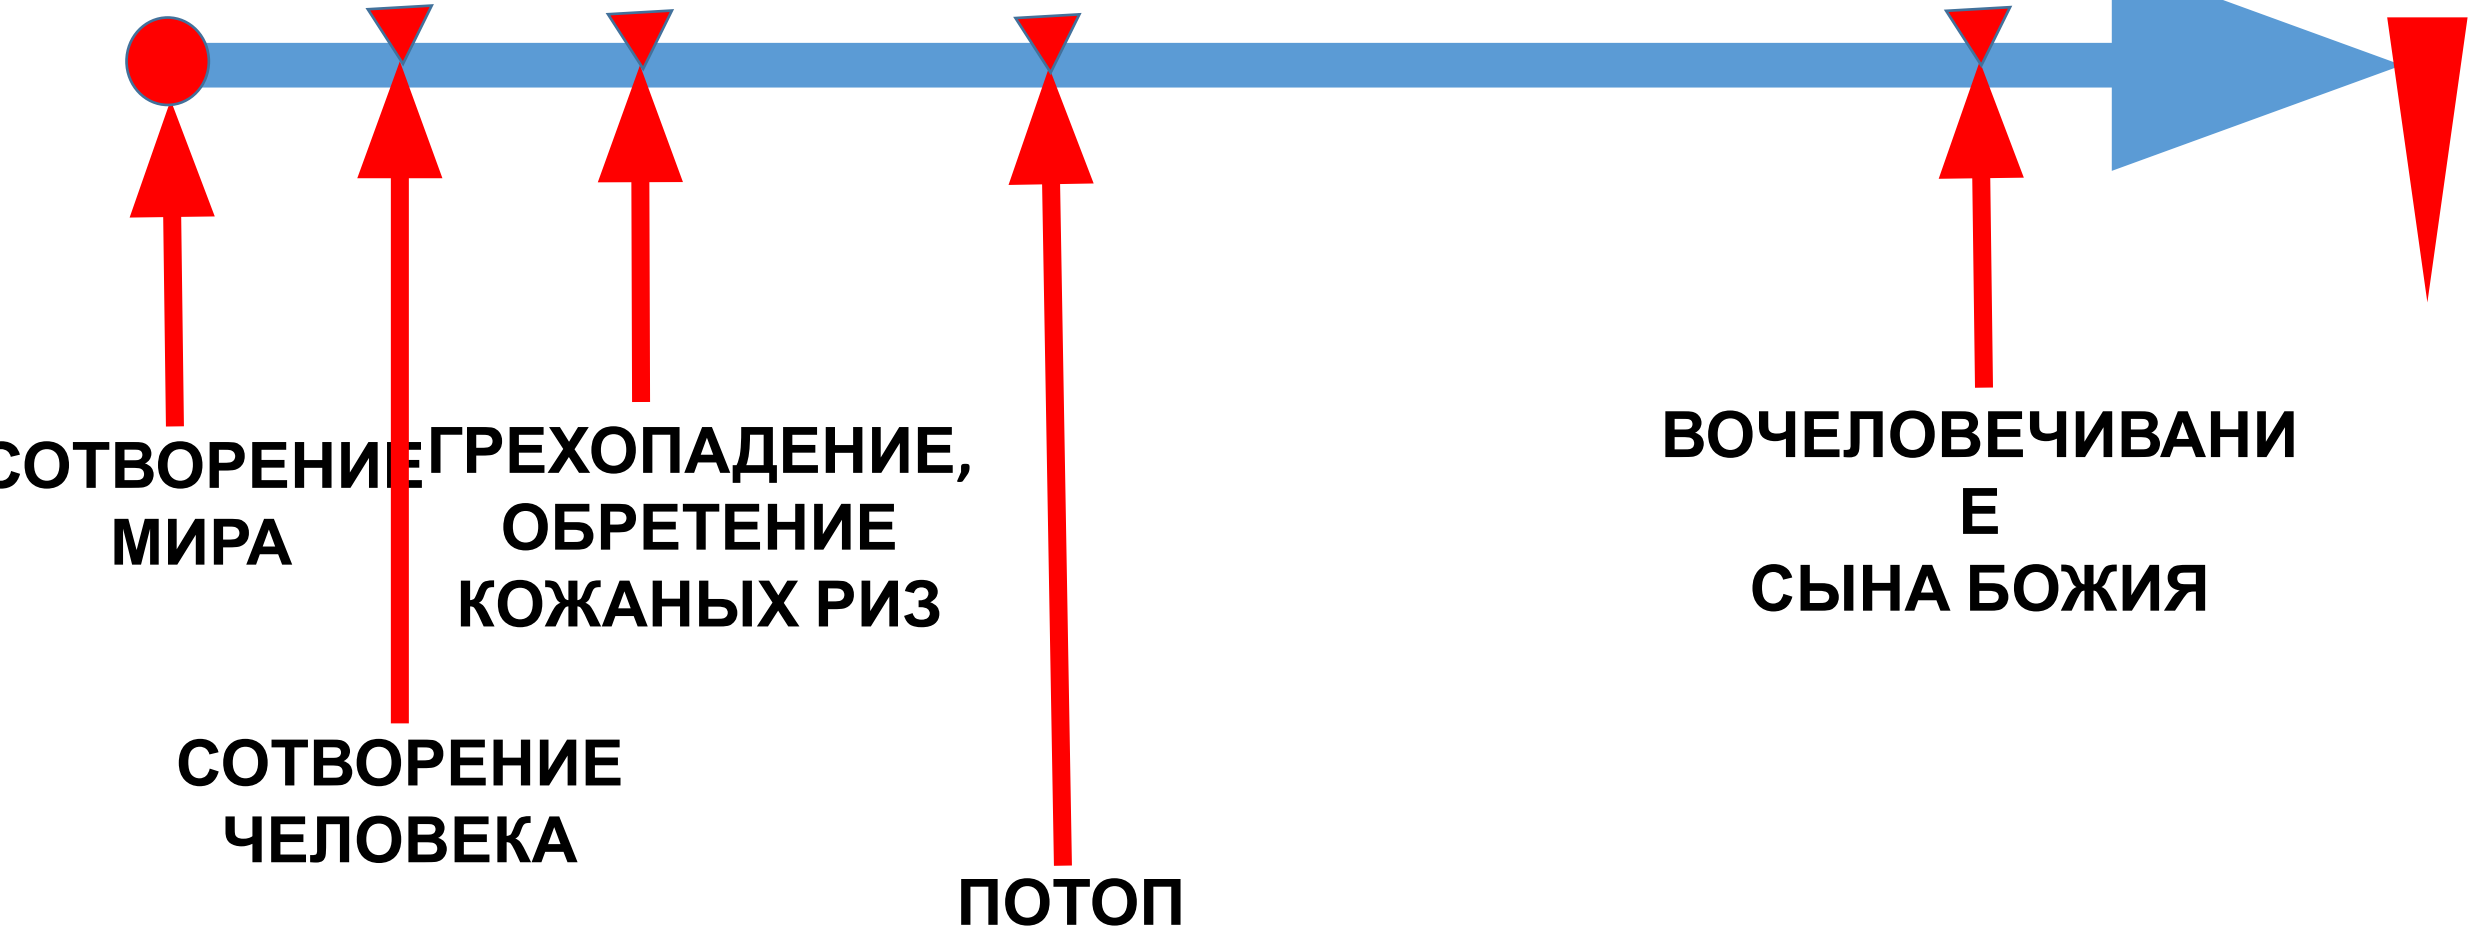 СОТВОРЕНИЕ
МИРА
ГРЕХОПАДЕНИЕ,
ОБРЕТЕНИЕ
КОЖАНЫХ РИЗ
ВОЧЕЛОВЕЧИВАНИ
Е
СЫНА БОЖИЯ
СОТВОРЕНИЕ
ЧЕЛОВЕКА
ПОТОП